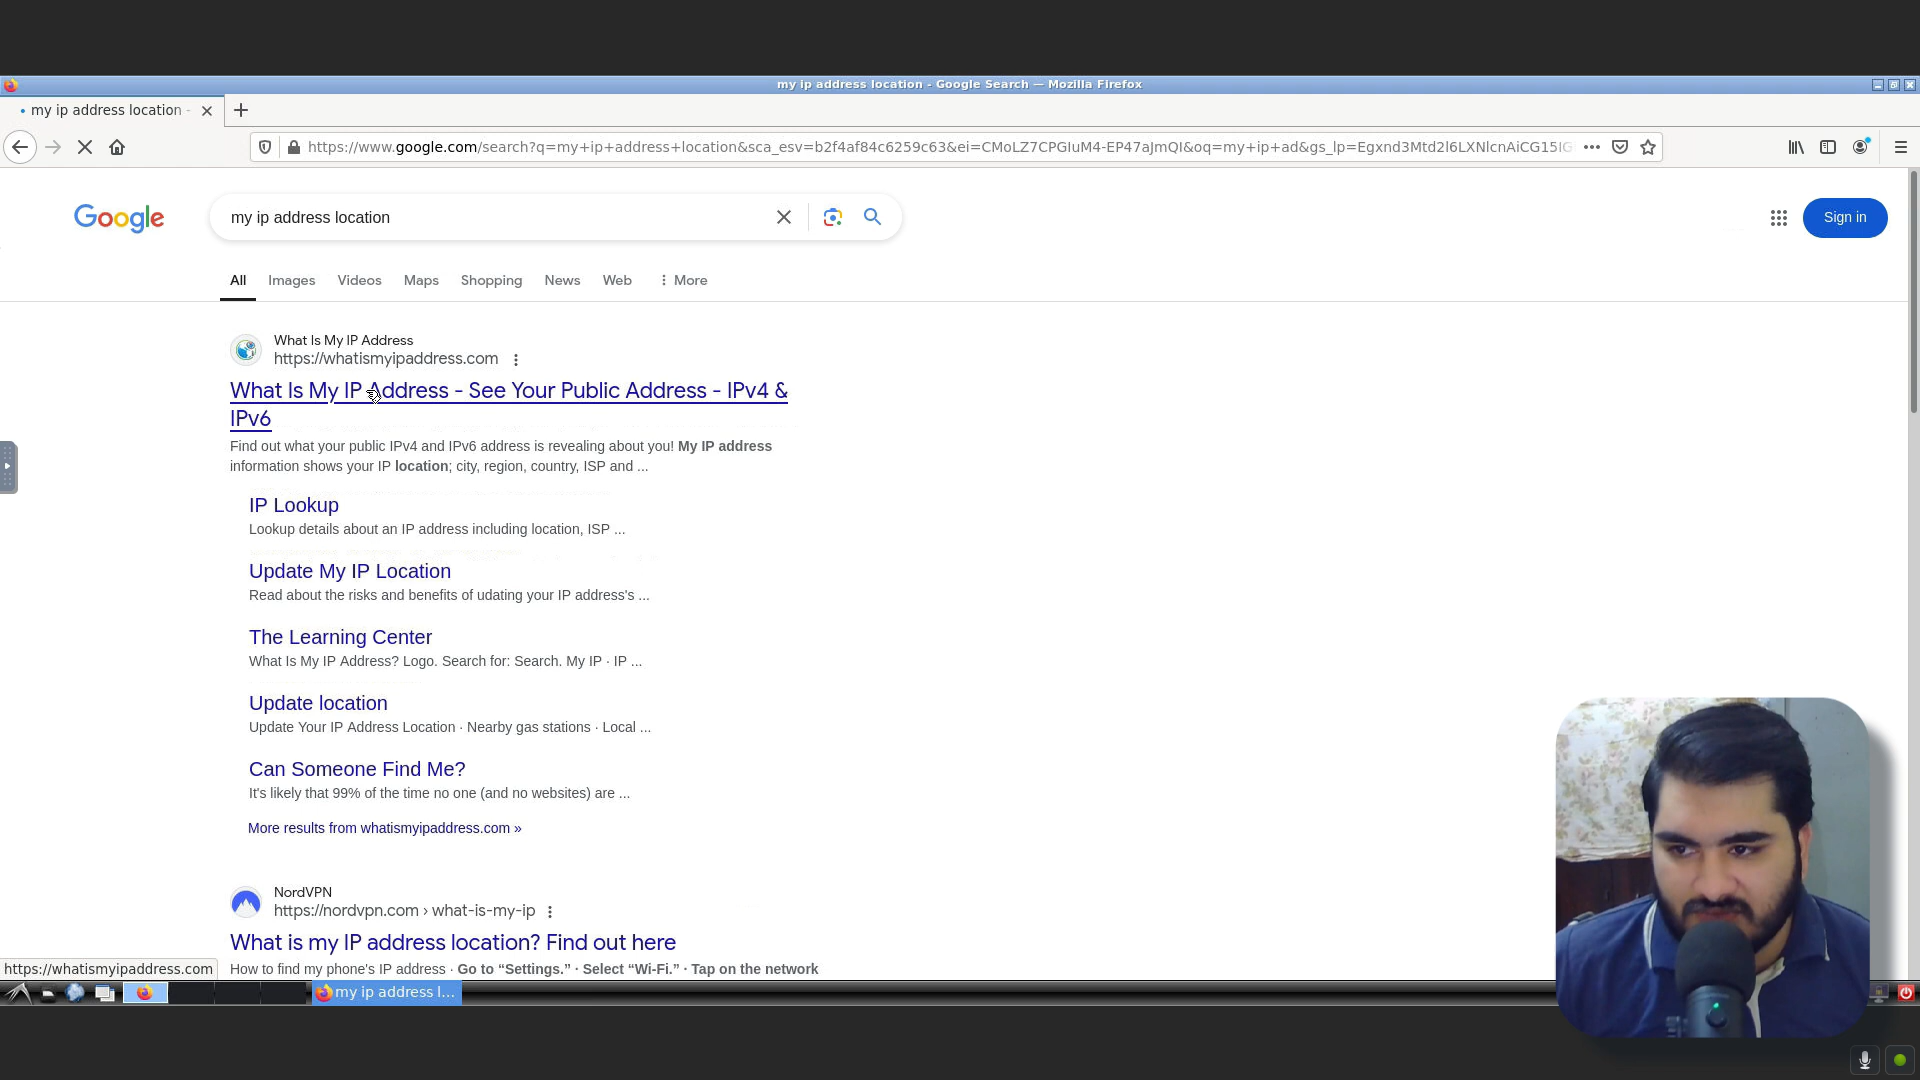 my ip address location - Google Search — Mozilla Firefox
my ip address location -
https://www.google.com/search?q=my+ip+address+location&sca_esv=b2f4af84c6259c63&ei=CMoLZ7CPGIuM4-EP47aJmQI&oq=my+ip+ad&gs_lp=Egxnd3Mtd2l6LXNlcnAiCG15IG
Google
my ip address location
Sign in
All Images Videos Maps Shopping News Web More
What Is My IP Address
https://whatismyipaddress.com
What Is My IP Address - See Your Public Address - IPv4 &
IPv6
Find out what your public IPv4 and IPv6 address is revealing about you! My IP address
information shows your IP location; city, region, country, ISP and ...
IP Lookup
Lookup details about an IP address including location, ISP ...
Update My IP Location
Read about the risks and benefits of udating your IP address's ...
The Learning Center
What Is My IP Address? Logo. Search for: Search. My IP · IP ...
Update location
Update Your IP Address Location · Nearby gas stations · Local ...
Can Someone Find Me?
It's likely that 99% of the time no one (and no websites) are ...
More results from whatismyipaddress.com »
NordVPN
https://nordvpn.com › what-is-my-ip
What is my IP address location? Find out here
How to find my phone's IP address · Go to “Settings.” · Select “Wi-Fi.” · Tap on the network
https://whatismyipaddress.com
my ip address l...